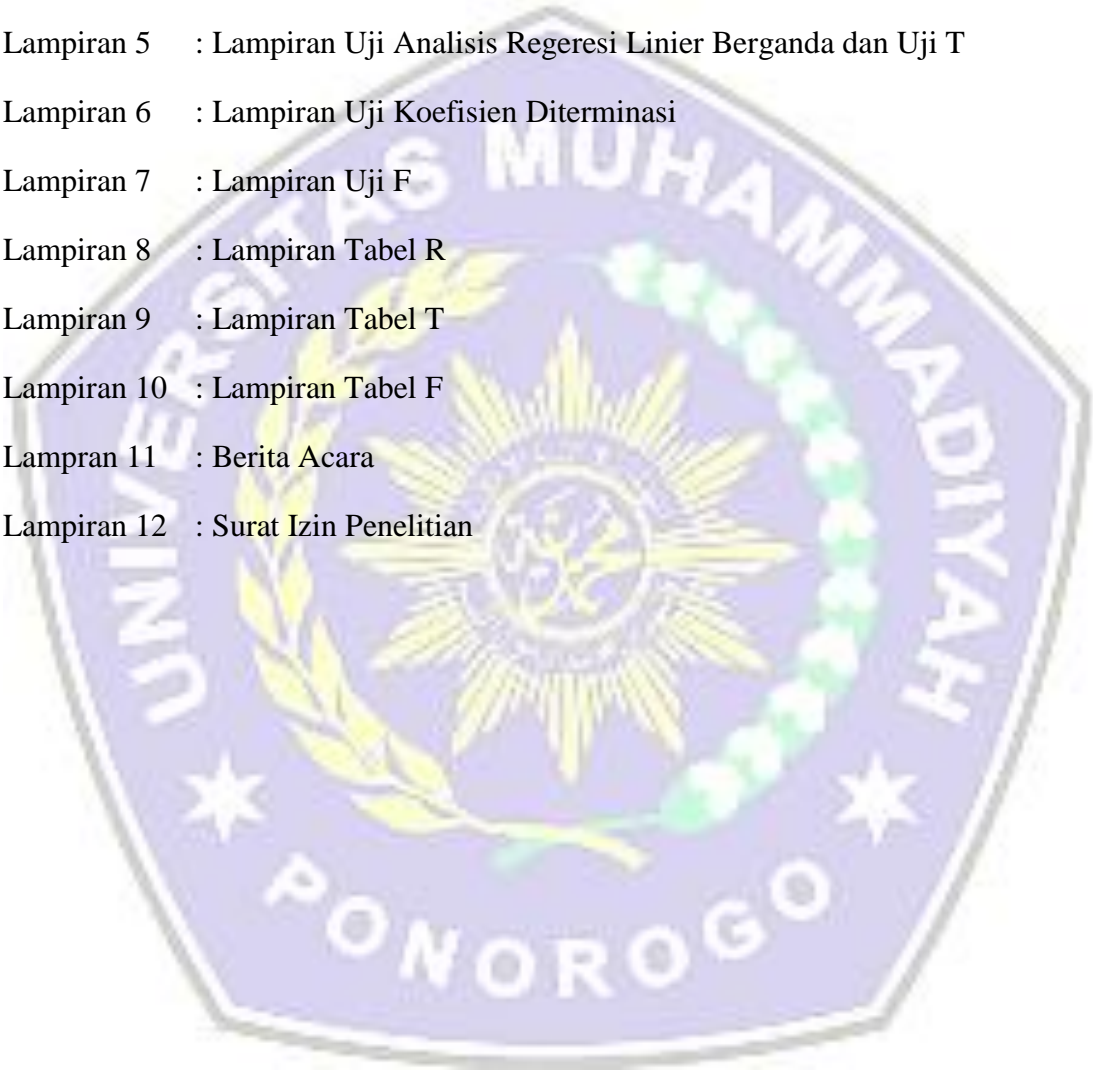 Lampiran 5 : Lampiran Uji Analisis Regeresi Linier Berganda dan Uji T
Lampiran 6 : Lampiran Uji Koefisien Diterminasi
Lampiran 7 : Lampiran Uji F
Lampiran 8 : Lampiran Tabel R
Lampiran 9 : Lampiran Tabel T
Lampiran 10 : Lampiran Tabel F
Lampran 11 : Berita Acara
Lampiran 12 : Surat Izin Penelitian
UNIVERSITAS MUHAMMADIYAH
PONOROGO